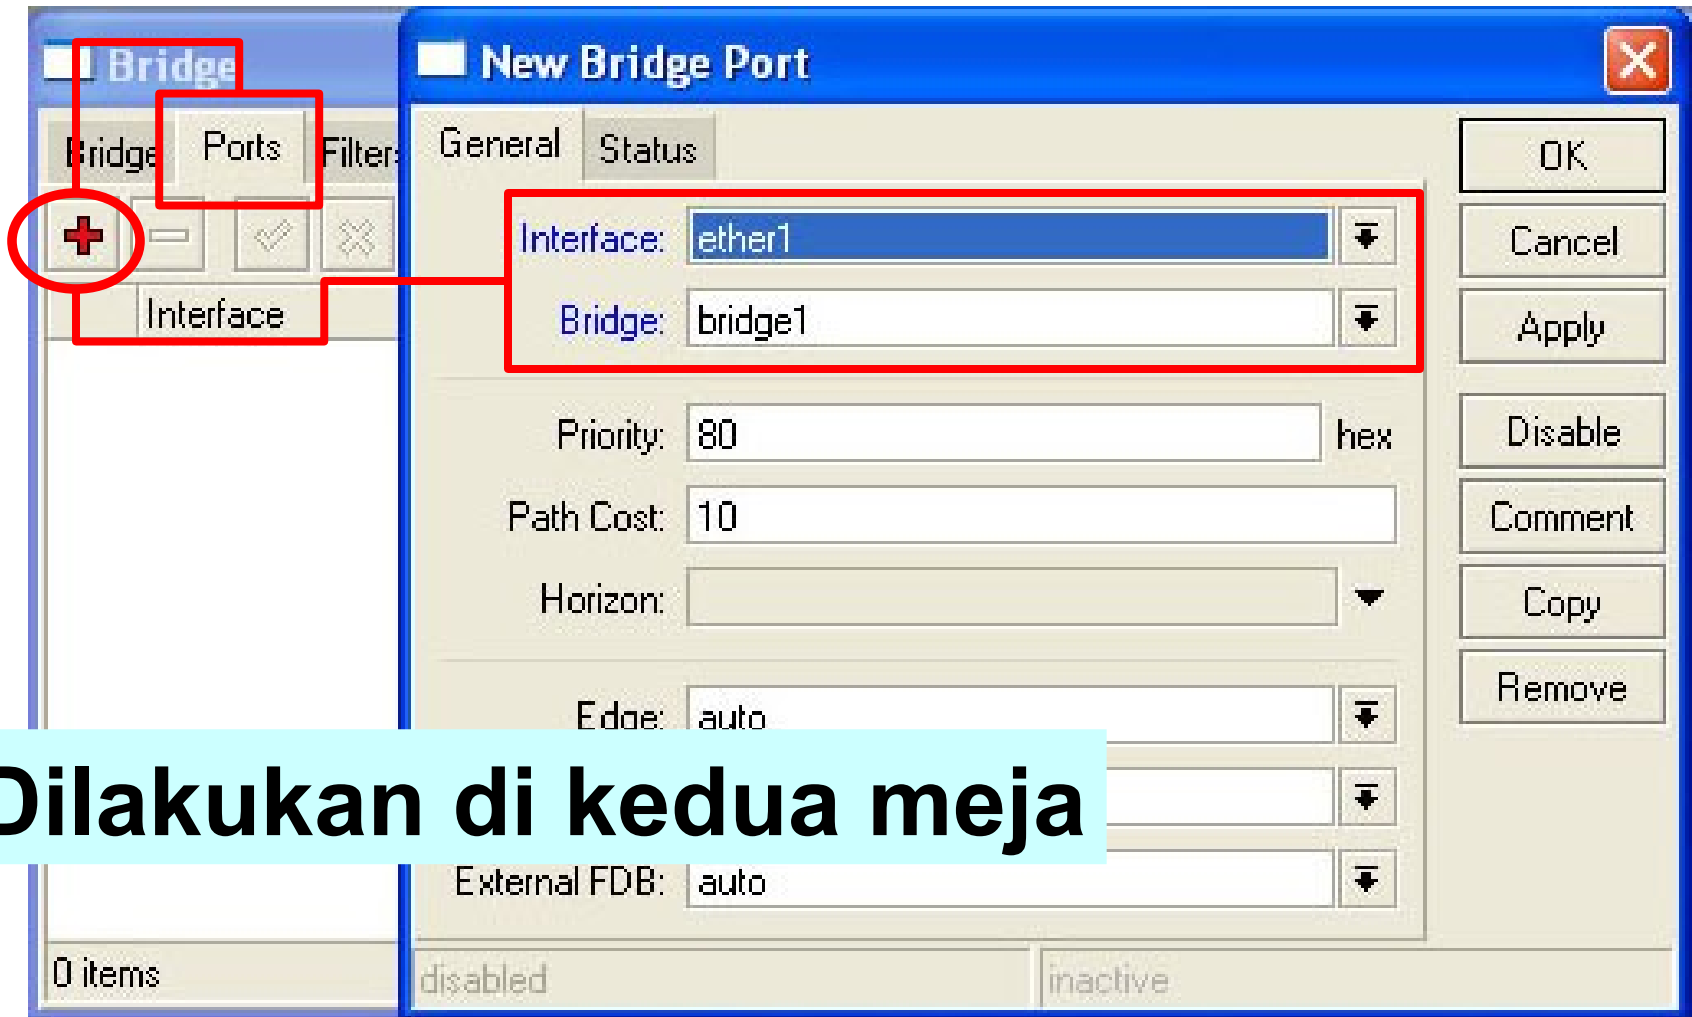 Bridge
Bridge Ports Filters
Interface
0 items
New Bridge Port
General Status
Interface: ether1
Bridge: bridge1
Priority: 80 hex
Path Cost: 10
Horizon:
Edge: auto
Dilakukan di kedua meja
External FDB: auto
disabled inactive
OK
Cancel
Apply
Disable
Comment
Copy
Remove